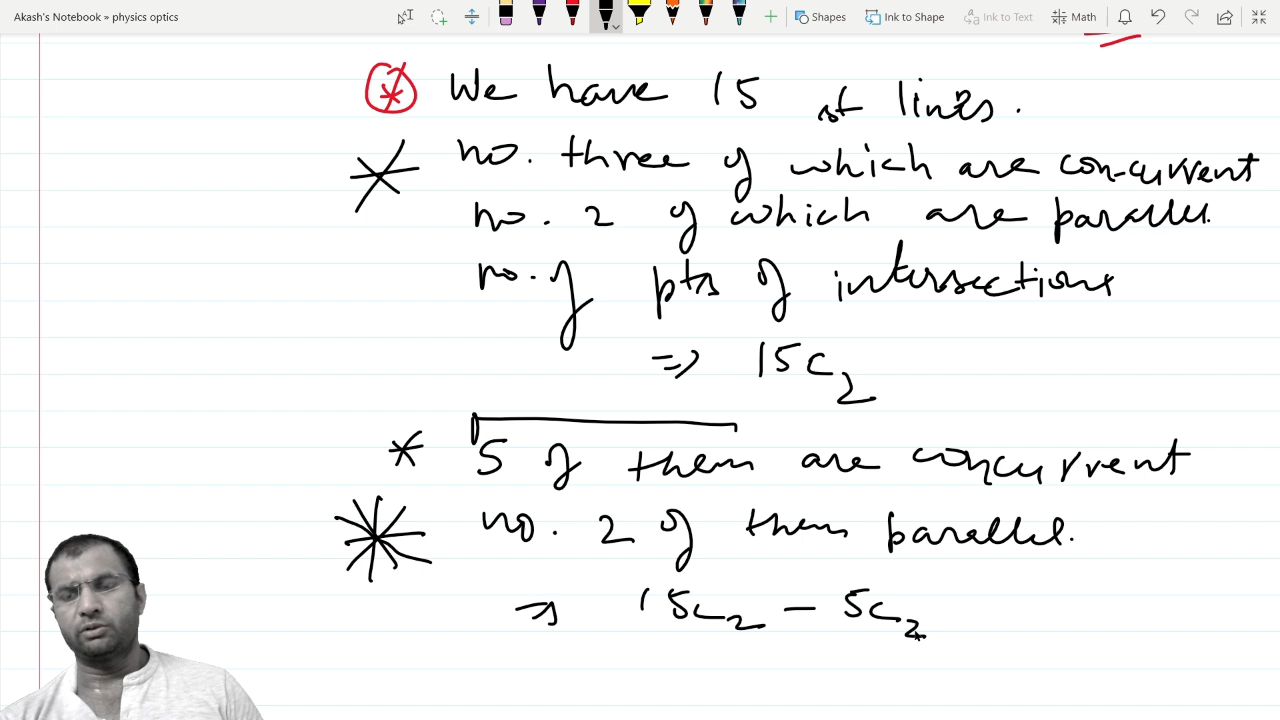 Akash's Notebook » physics optics
Shapes
Ink to Shape
Ink to Text
Math
We have 15 st lines.
no. three of which are con-current
no. 2 of which are parallel.
no. of pts of intersections
=> 15C2
5 of them are concurrent
no. 2 of them parallel.
=> 15C2 - 5C2